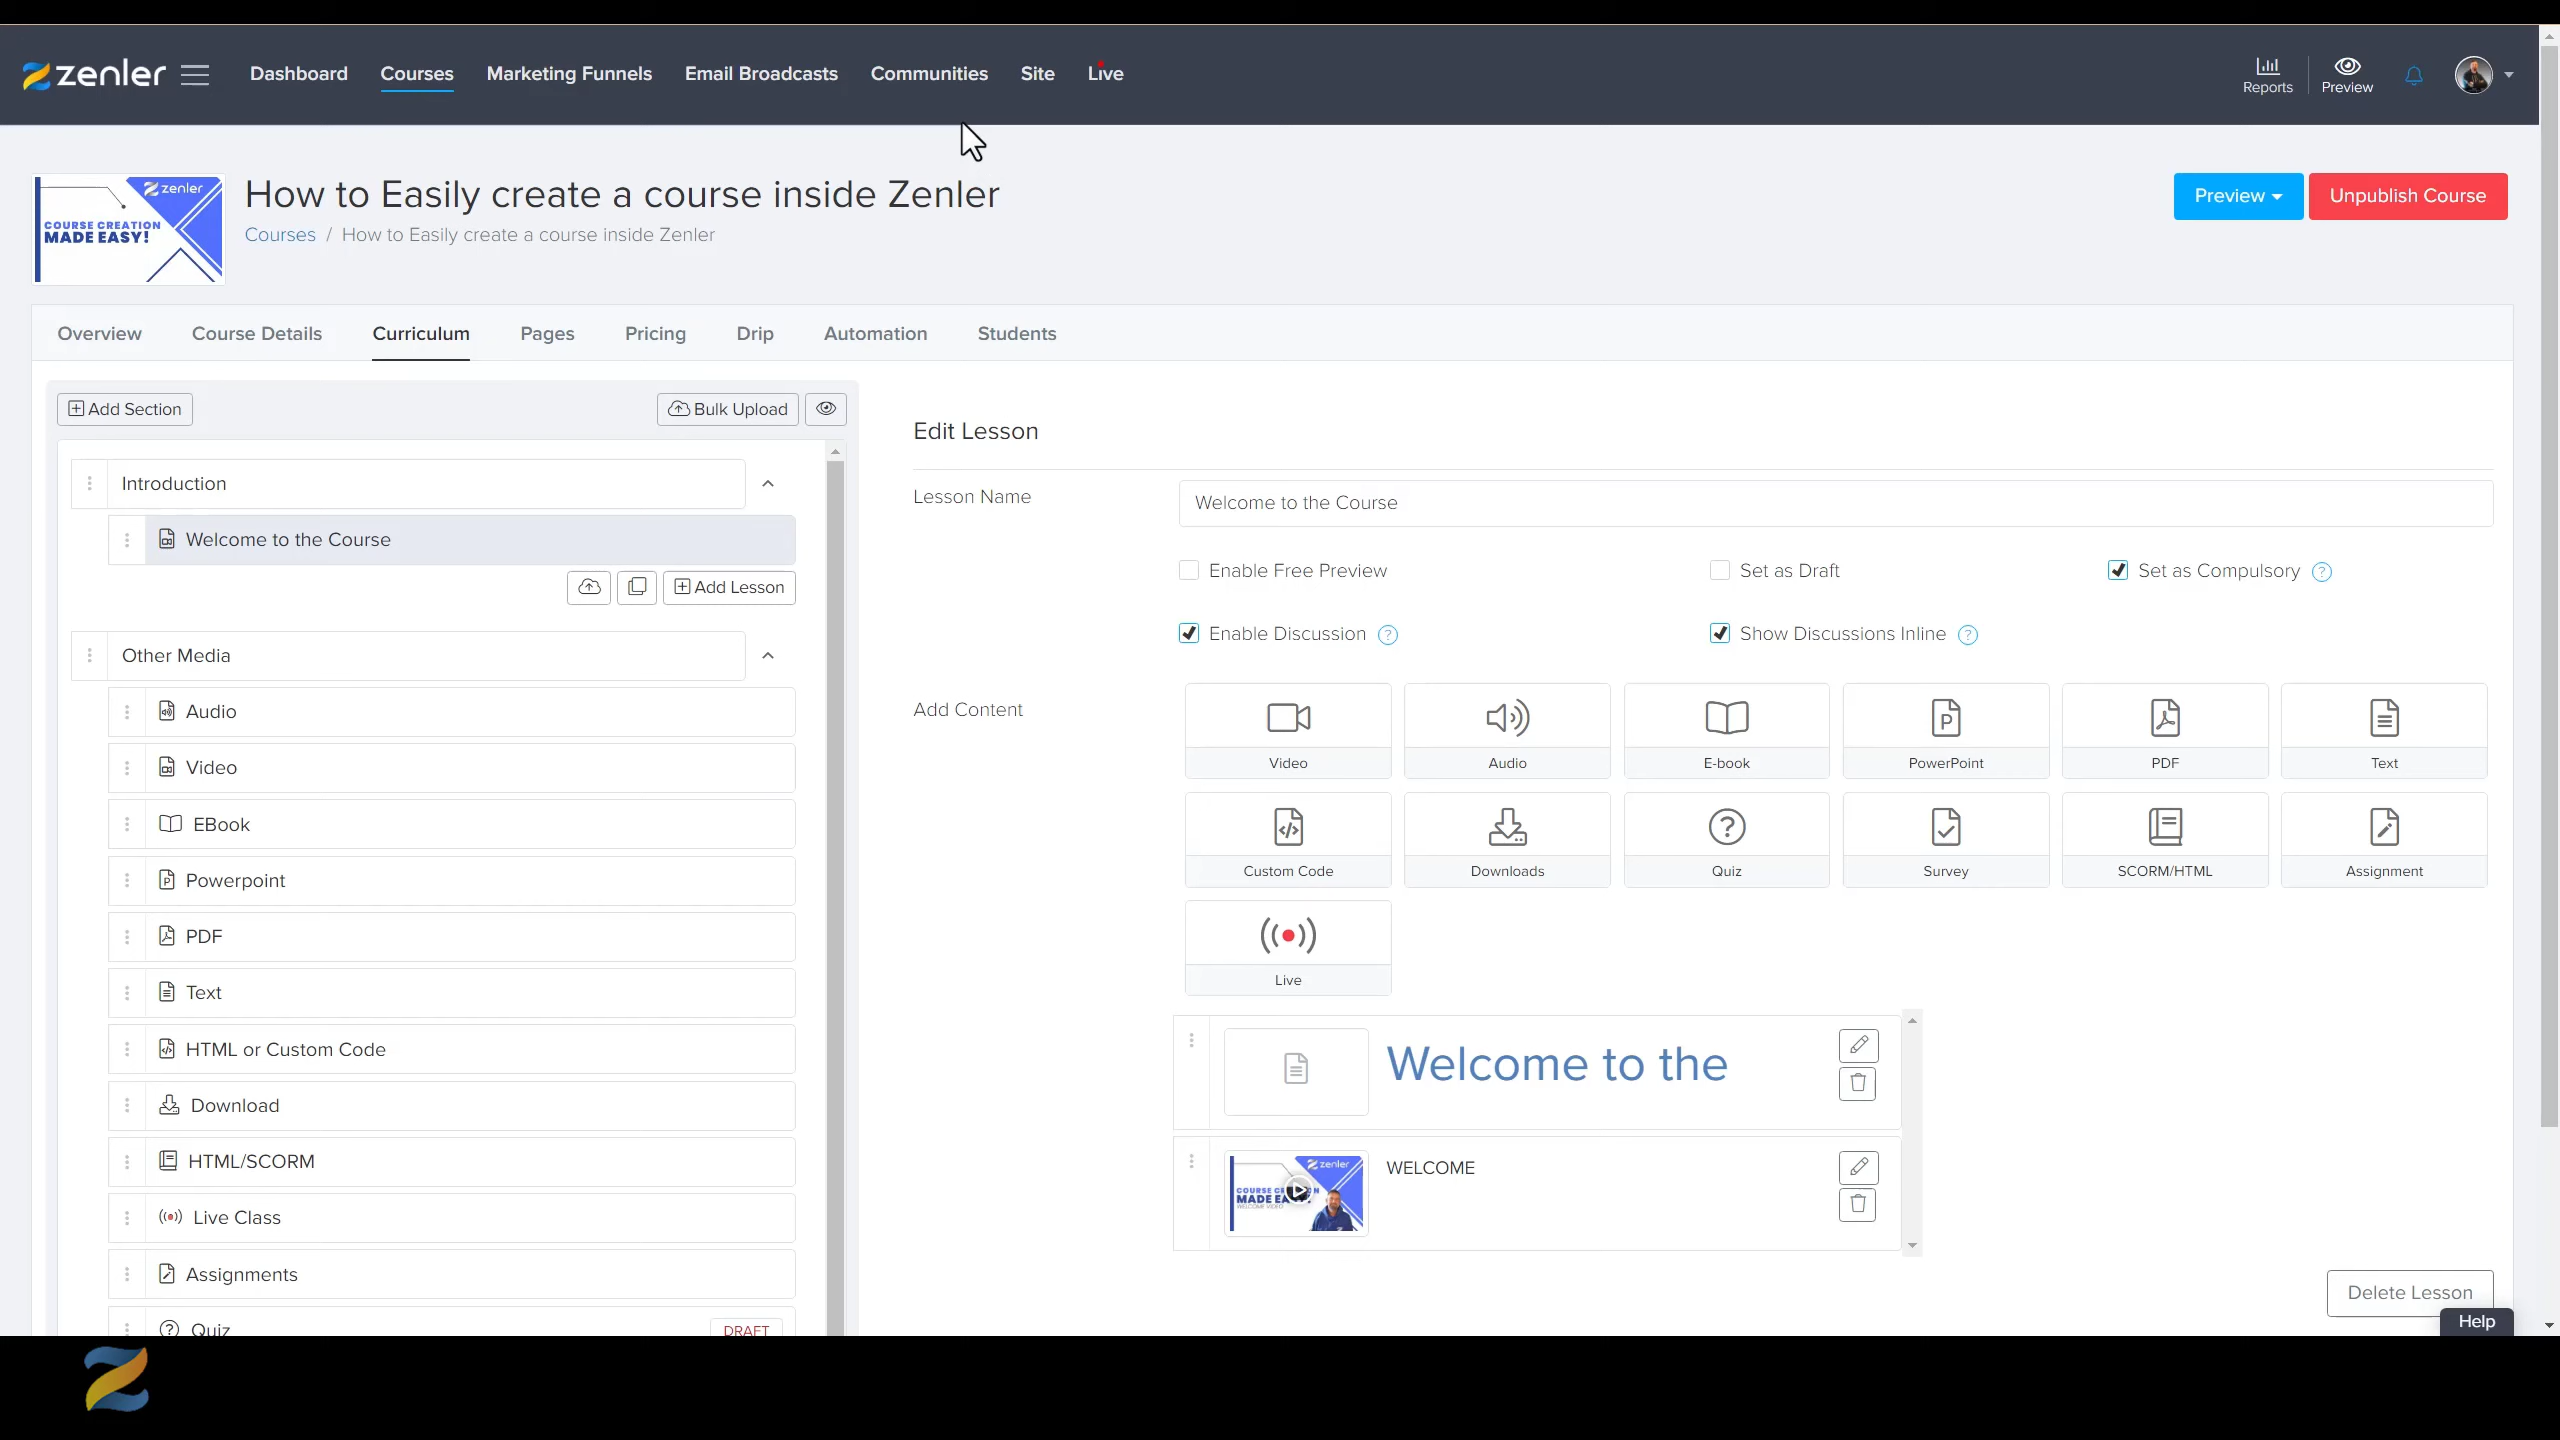 zenler
Dashboard
Courses
Marketing Funnels
Email Broadcasts
Communities
Site
Live
Reports
Preview
zenler
COURSE CREATION
MADE EASY!
How to Easily create a course inside Zenler
Courses / How to Easily create a course inside Zenler
Preview
Unpublish Course
Overview
Course Details
Curriculum
Pages
Pricing
Drip
Automation
Students
Add Section
Bulk Upload
Introduction
Welcome to the Course
Add Lesson
Other Media
Audio
Video
EBook
Powerpoint
PDF
Text
HTML or Custom Code
Download
HTML/SCORM
Live Class
Assignments
Quiz
DRAFT
Edit Lesson
Lesson Name
Welcome to the Course
Enable Free Preview
Set as Draft
Set as Compulsory ?
Enable Discussion ?
Show Discussions Inline ?
Add Content
Video
Audio
E-book
PowerPoint
PDF
Text
Custom Code
Downloads
Quiz
Survey
SCORM/HTML
Assignment
Live
Welcome to the
zenler
WELCOME VIDEO
WELCOME
Delete Lesson
Help